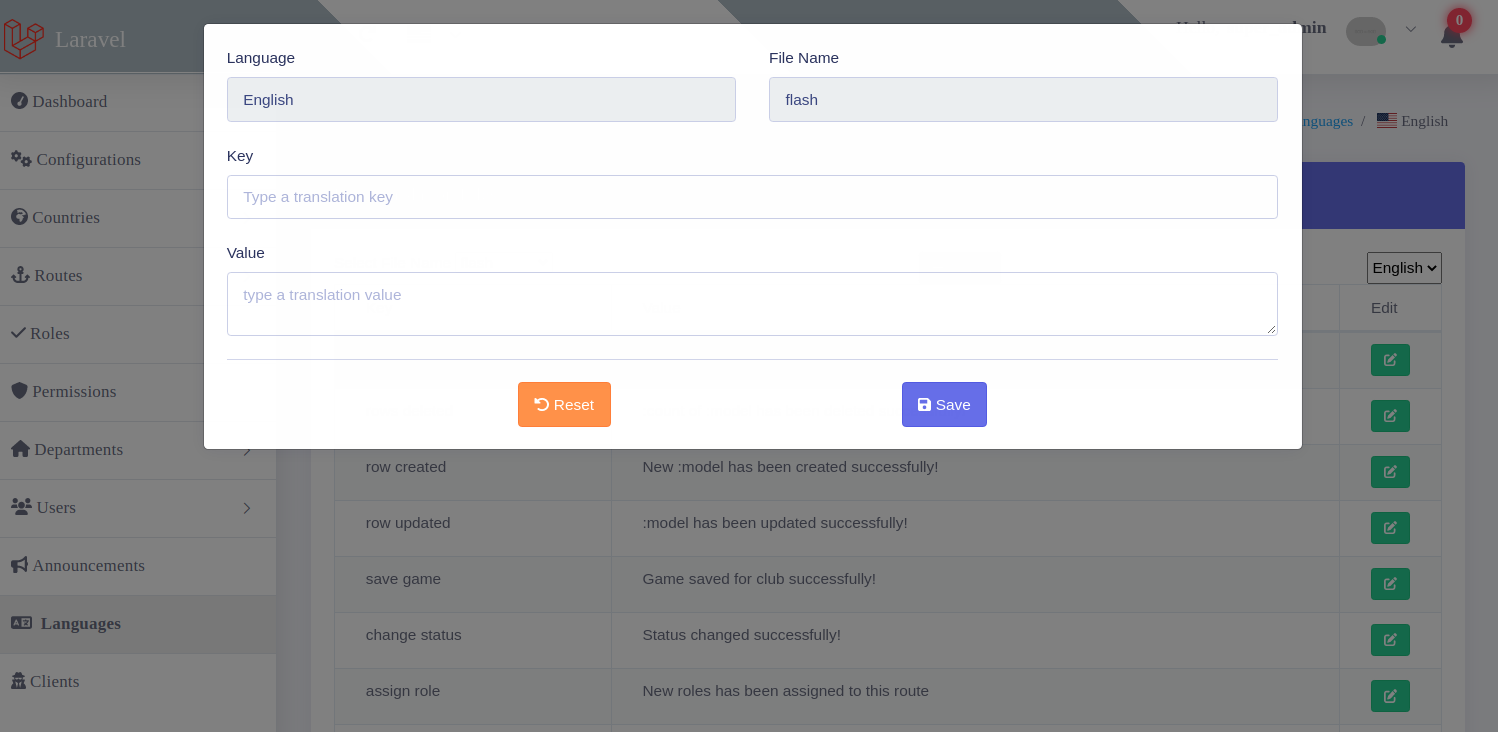 Laravel
min
0
Dashboard
Configurations
Countries
Routes
Roles
Permissions
Departments
Users
Announcements
Languages
Clients
nguages / English
Language
English
File Name
flash
Key
Type a translation key
Value
type a translation value
Reset
Save
English
Edit
row created
New :model has been created successfully!
row updated
:model has been updated successfully!
save game
Game saved for club successfully!
change status
Status changed successfully!
assign role
New roles has been assigned to this route